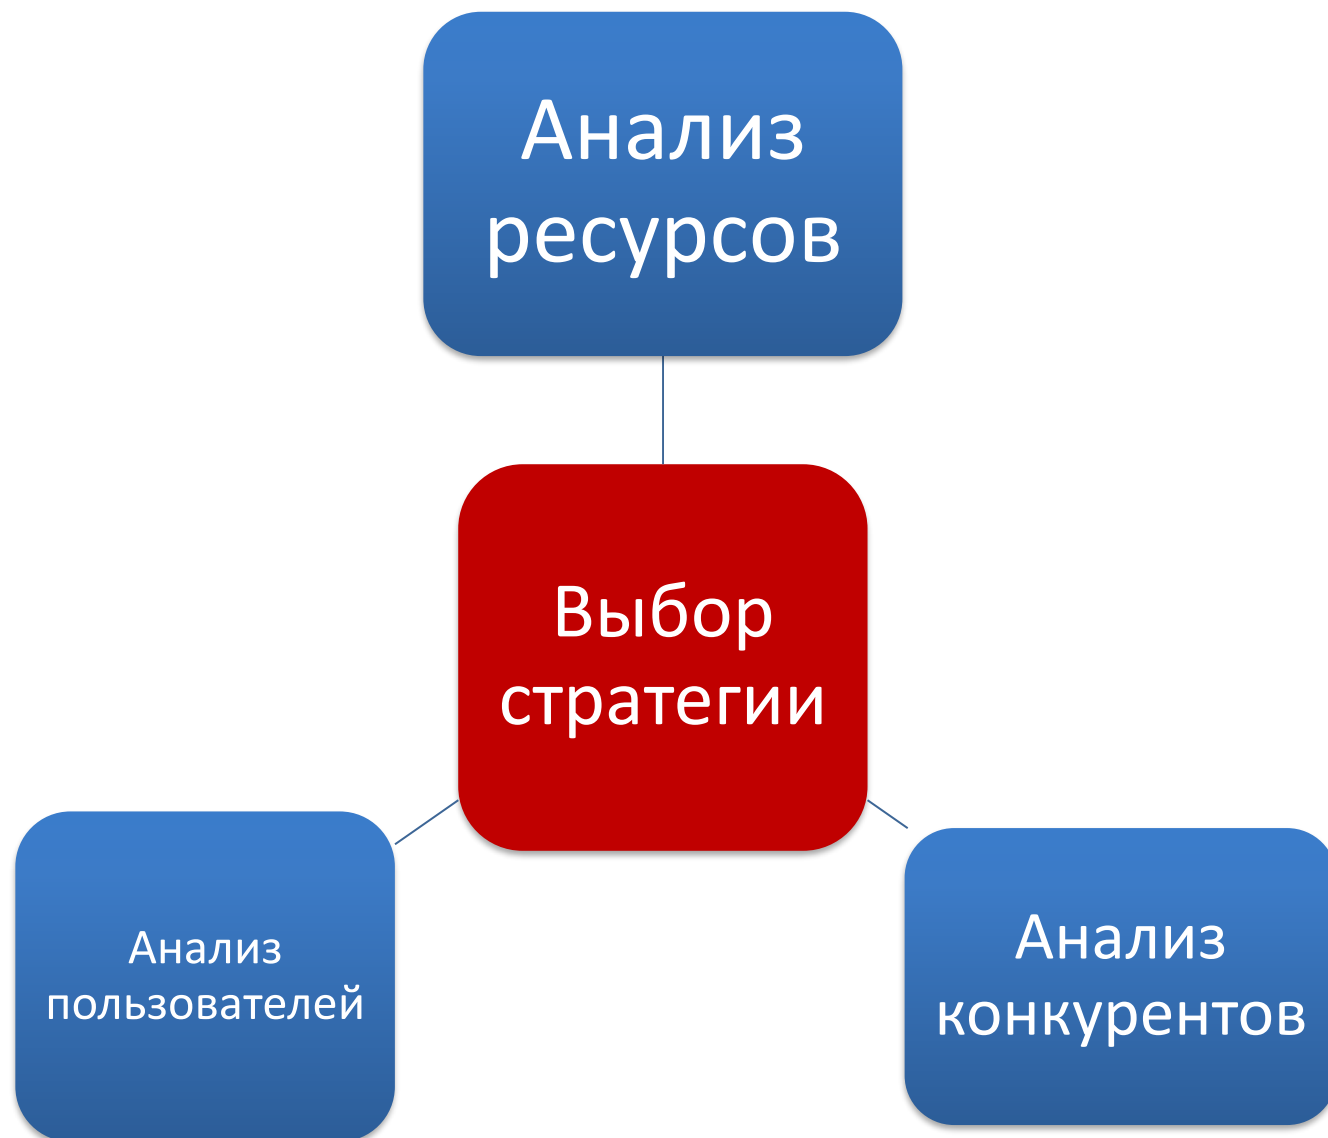 Анализ
ресурсов
Выбор
стратегии
Анализ
пользователей
Анализ
конкурентов